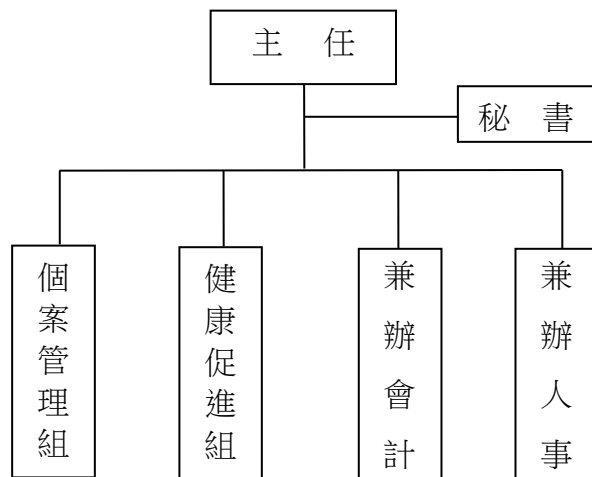 主　任
秘　書
個案管理組
健康促進組
兼辦會計
兼辦人事